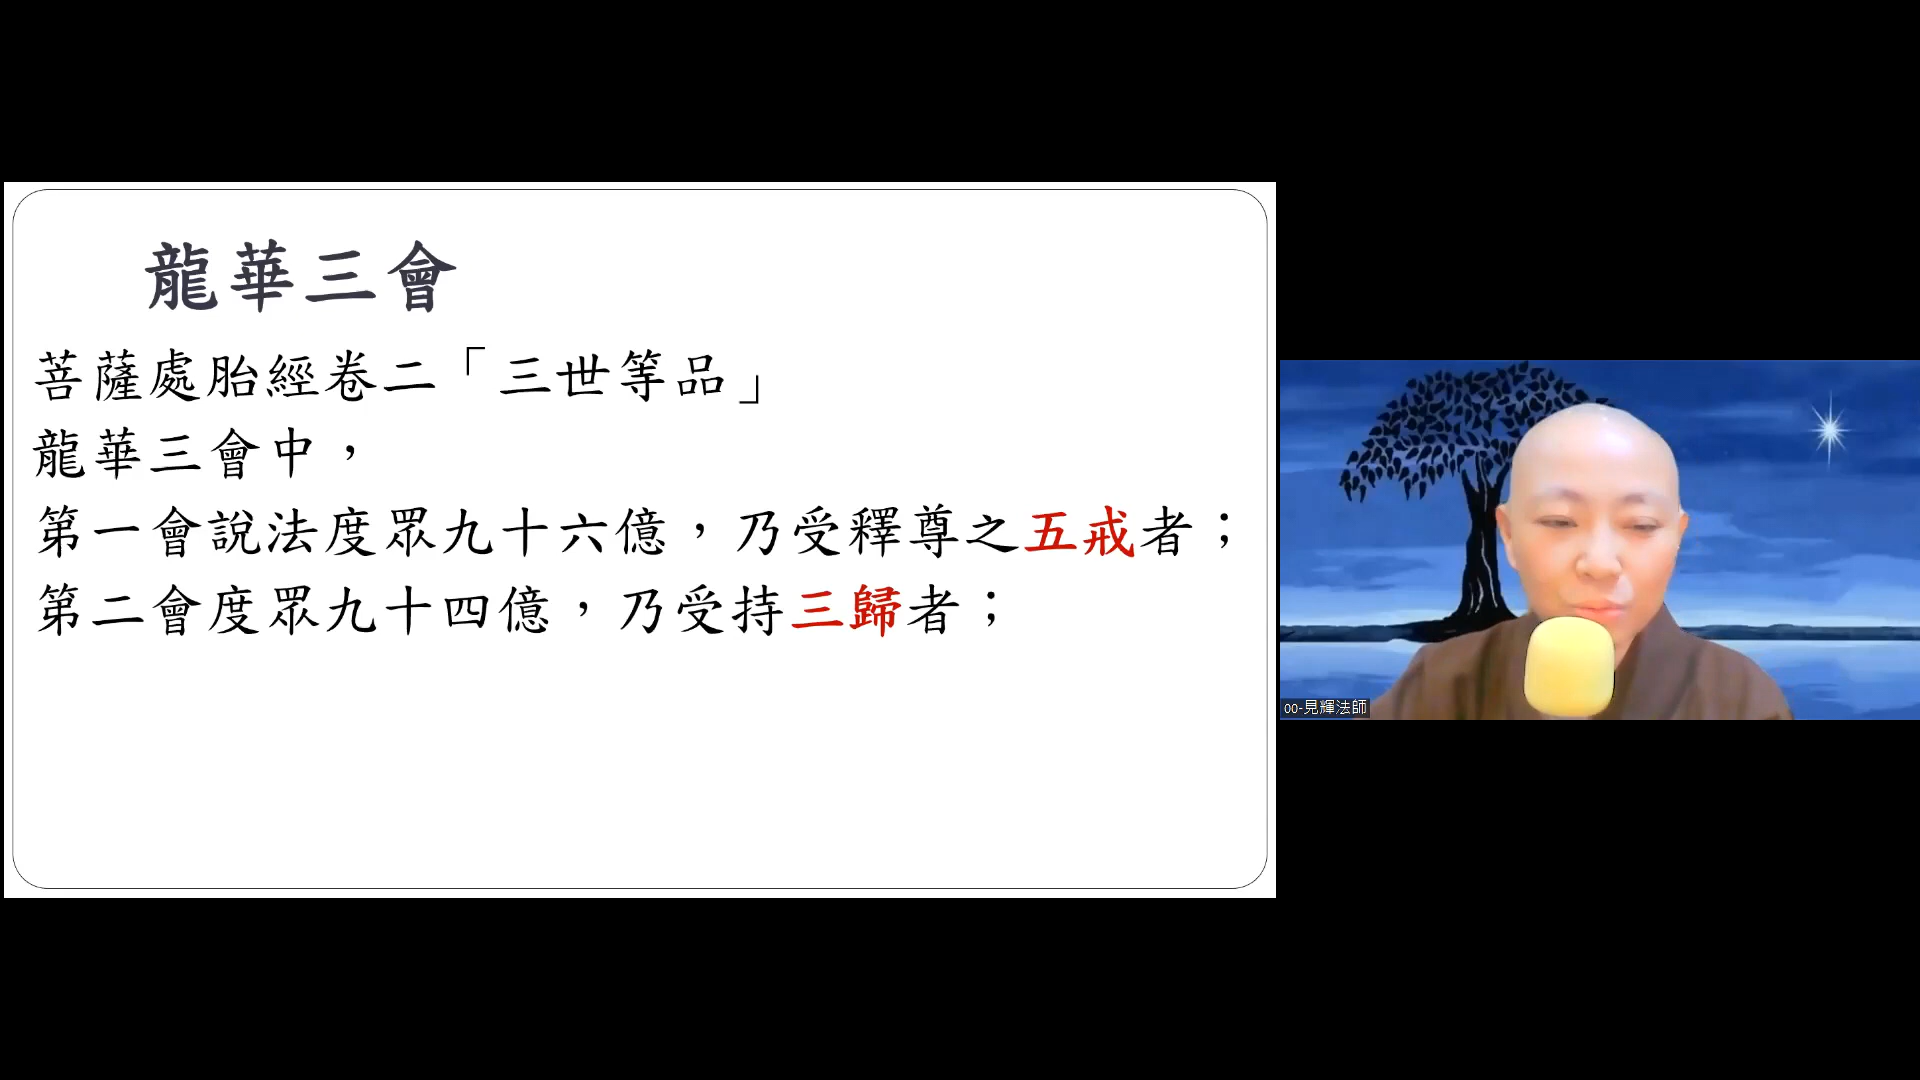 龍華三會
菩薩處胎經卷二「三世等品」
龍華三會中，
第一會說法度眾九十六億，乃受釋尊之五戒者；
第二會度眾九十四億，乃受持三歸者；
oo-見輝法師